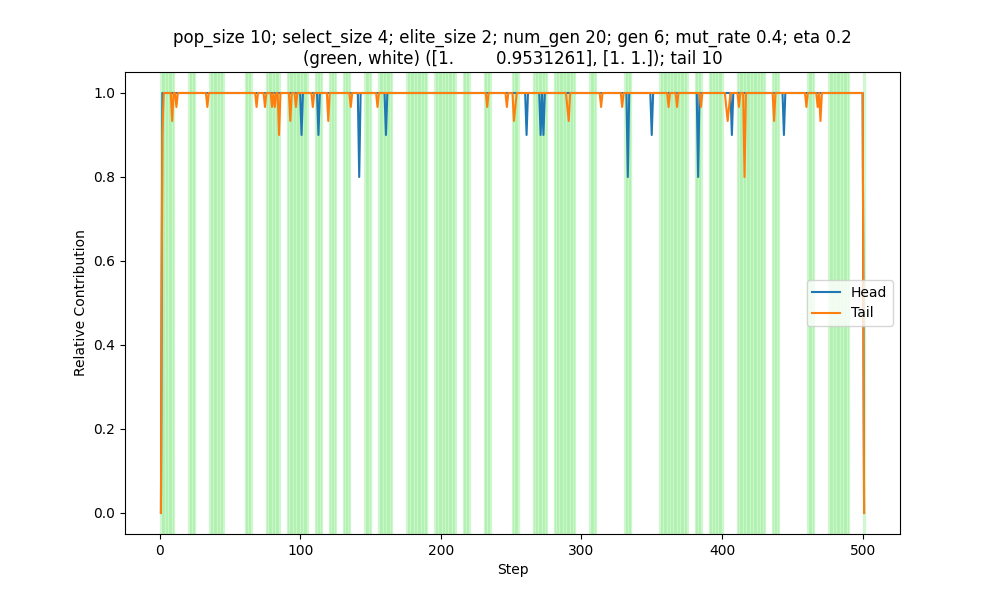 pop_size 10; select_size 4; elite_size 2; num_gen 20; gen 6; mut_rate 0.4; eta 0.2
(green, white) ([1.        0.9531261], [1. 1.]); tail 10
1.0
0.8
0.6
0.4
0.2
0.0
Relative Contribution
Head
Tail
0
100
200
300
400
500
Step